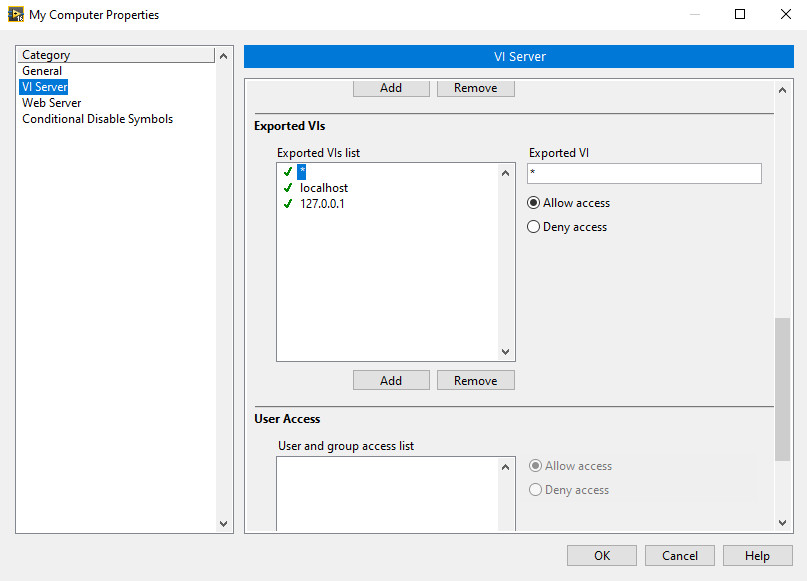 My Computer Properties
Category
General
VI Server
Web Server
Conditional Disable Symbols
VI Server
Add Remove
Exported VIs
Exported VIs list
*
localhost
127.0.0.1
Exported VI
*
Allow access
Deny access
Add Remove
User Access
User and group access list
Allow access
Deny access
OK Cancel Help